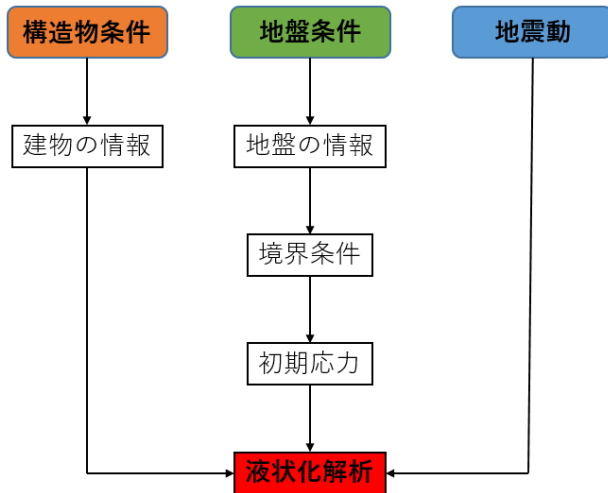 構造物条件
地盤条件
地震動
建物の情報
地盤の情報
境界条件
初期応力
液状化解析